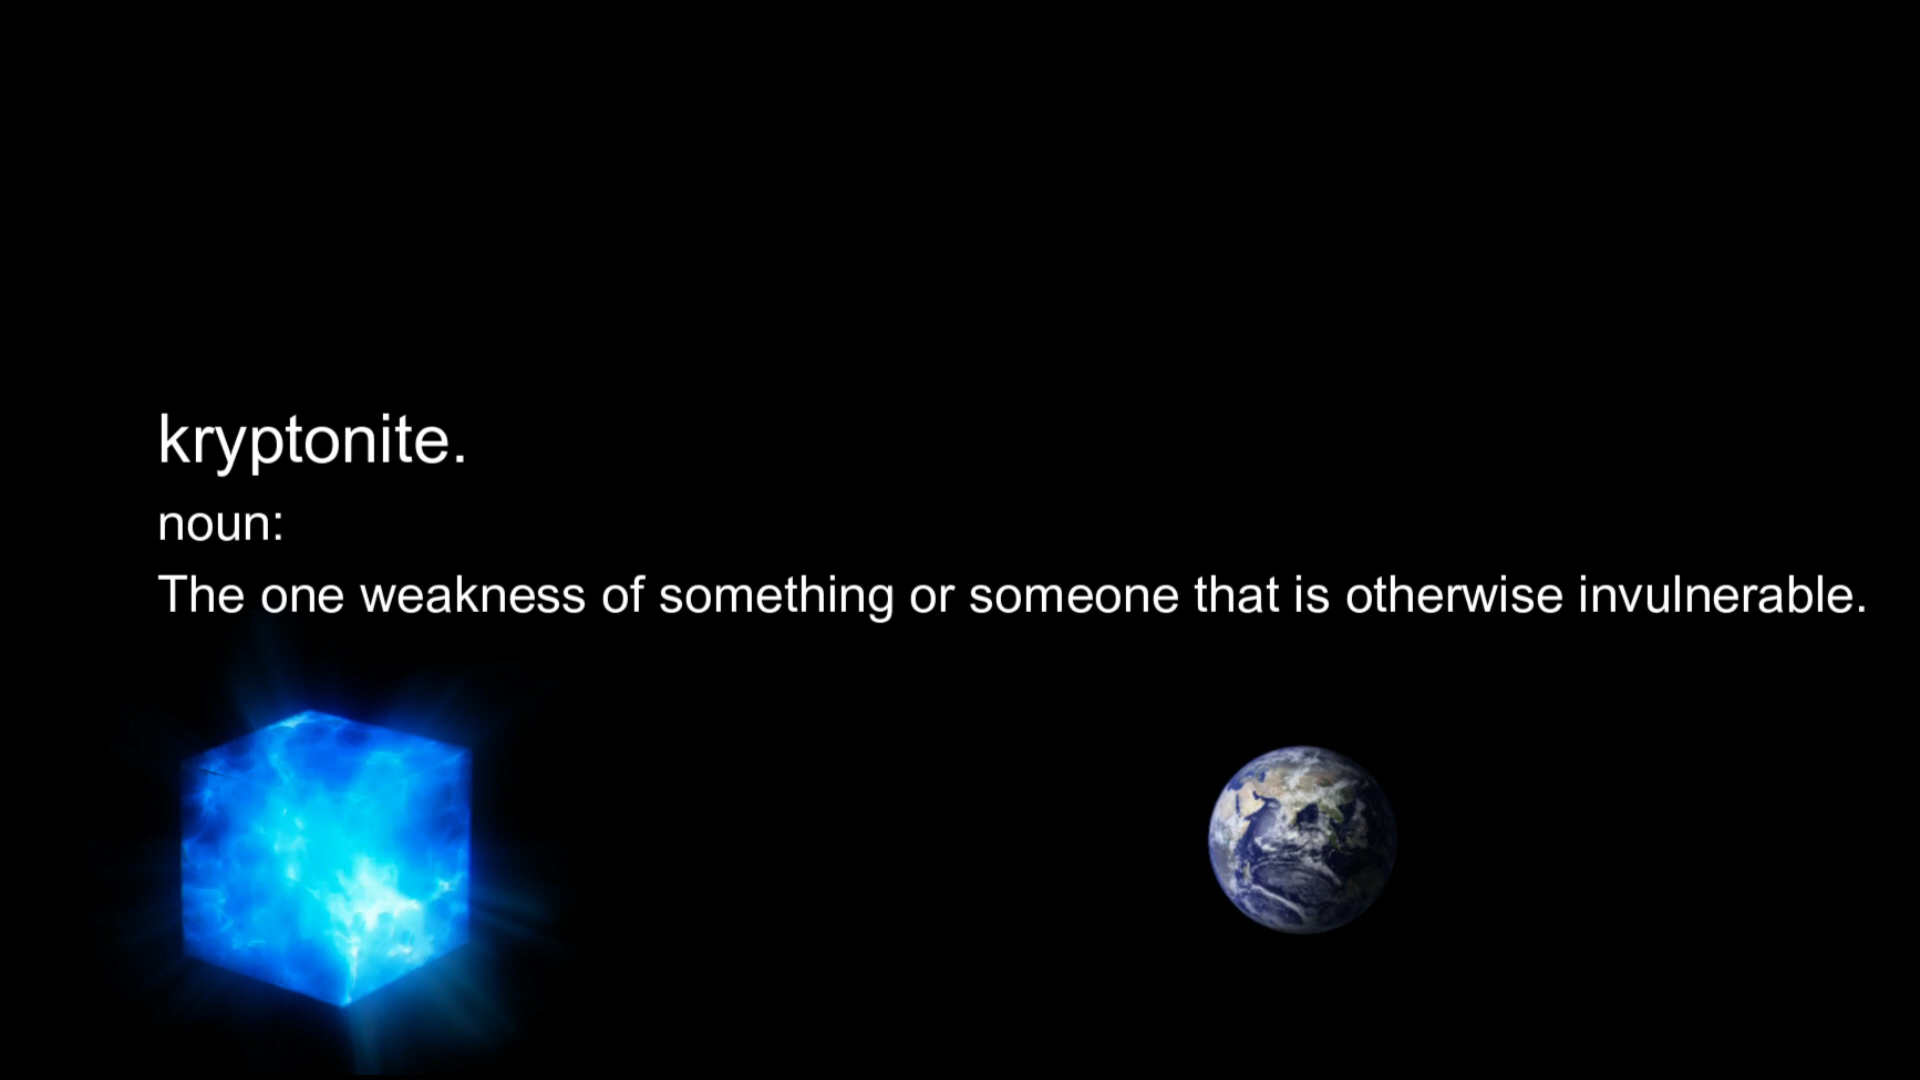 kryptonite.
noun:
The one weakness of something or someone that is otherwise invulnerable.